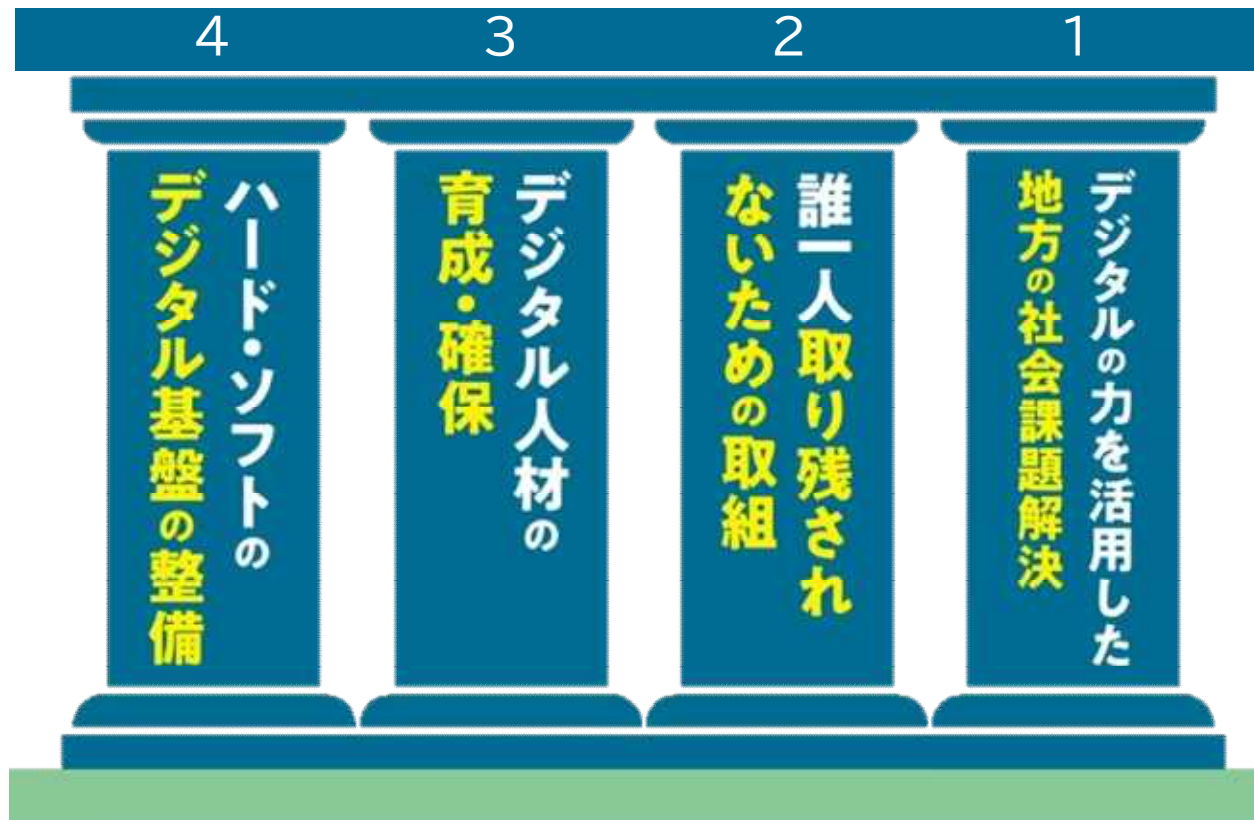 1
デジタルの力を活用した
地方の社会課題解決
2
誰一人取り残され
ないための取組
3
デジタル人材の
育成・確保
4
ハード・ソフトの
デジタル基盤の整備